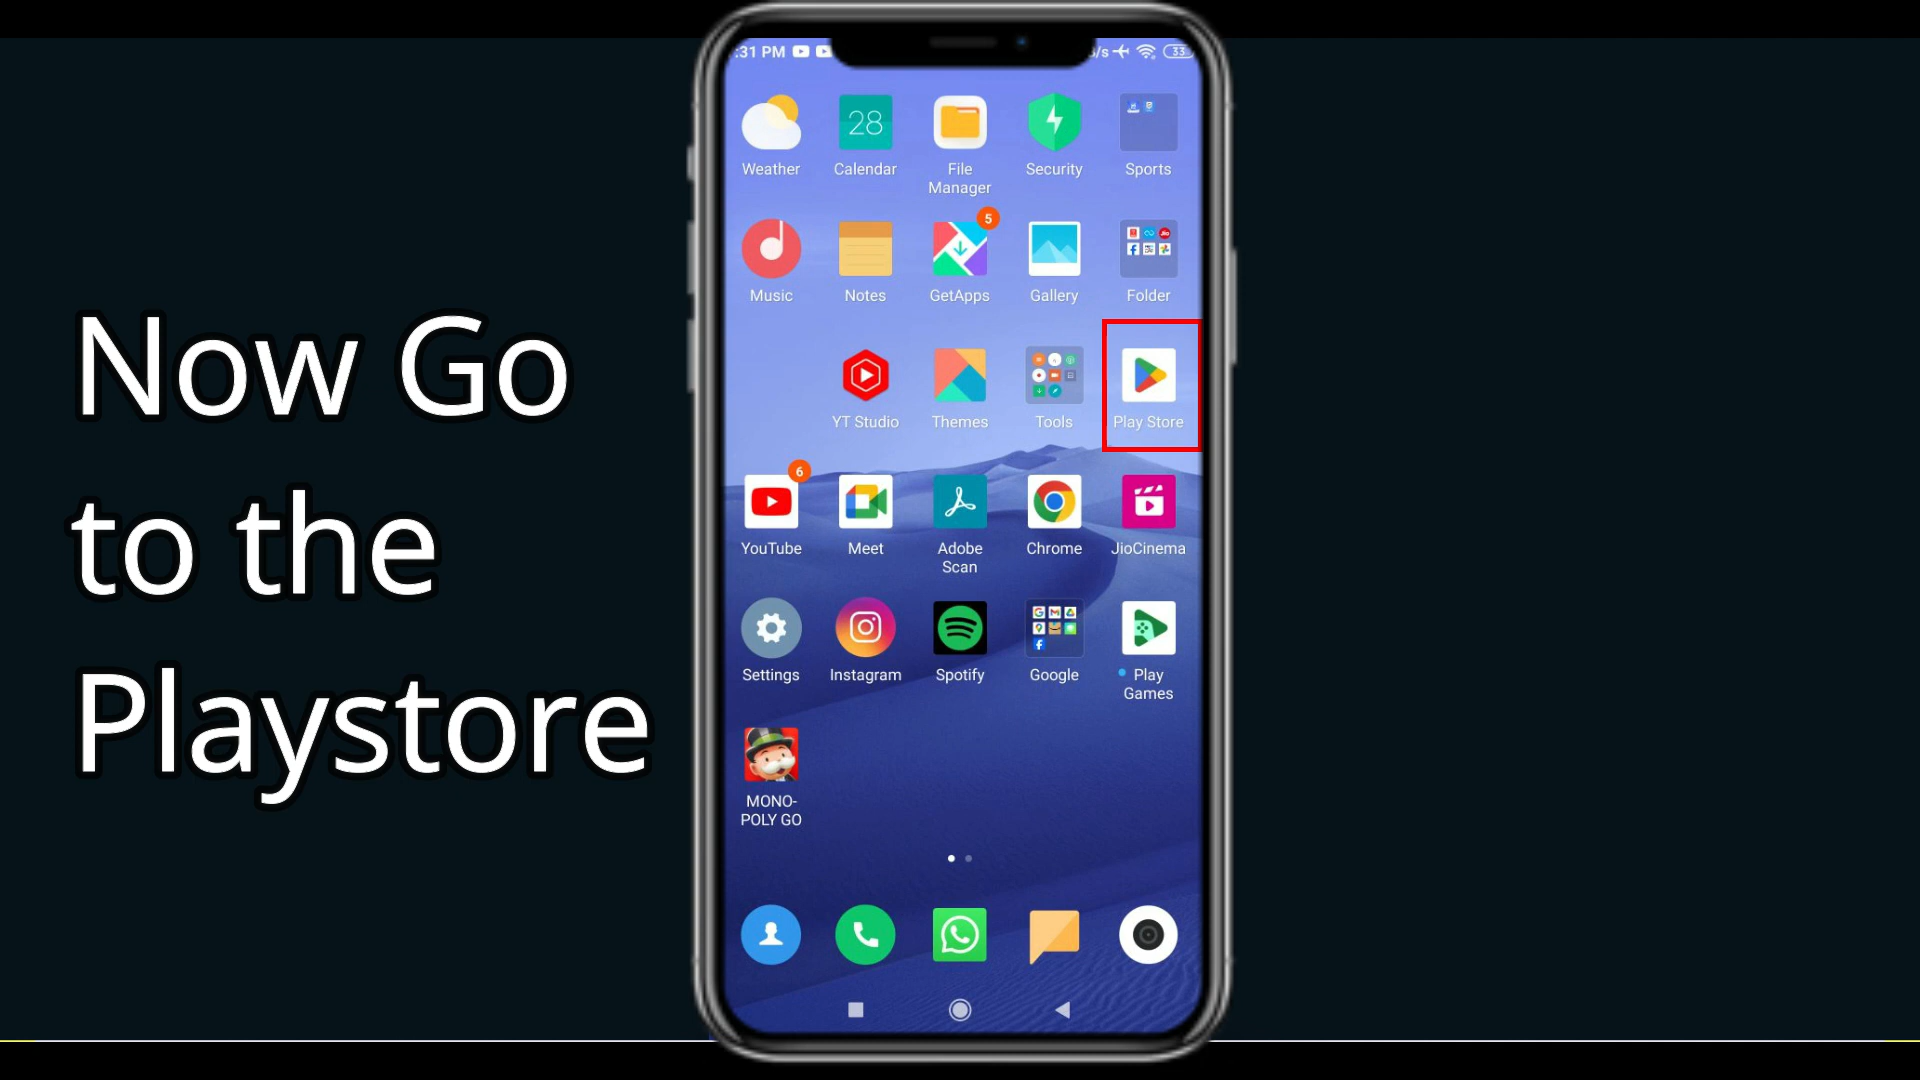 Now Go
to the
Playstore
:31 PM
/s
33
28
Weather
Calendar
File
Manager
Security
Sports
5
Music
Notes
GetApps
Gallery
Folder
YT Studio
Themes
Tools
Play Store
6
YouTube
Meet
Adobe
Scan
Chrome
JioCinema
Settings
Instagram
Spotify
Google
Play
Games
MONO-
POLY GO